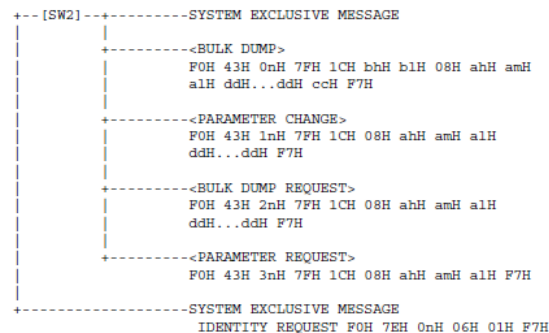 +--[SW2]--+---------SYSTEM EXCLUSIVE MESSAGE
+---------<BULK DUMP>
F0H 43H 0nH 7FH 1CH bhH blH 08H ahH amH
alH ddH...ddH ccH F7H
+---------<PARAMETER CHANGE>
F0H 43H 1nH 7FH 1CH 08H ahH amH alH
ddH...ddH F7H
+---------<BULK DUMP REQUEST>
F0H 43H 2nH 7FH 1CH 08H ahH amH alH
ddH...ddH F7H
+---------<PARAMETER REQUEST>
F0H 43H 3nH 7FH 1CH 08H ahH amH alH F7H
+-------------------SYSTEM EXCLUSIVE MESSAGE
IDENTITY REQUEST F0H 7EH 0nH 06H 01H F7H